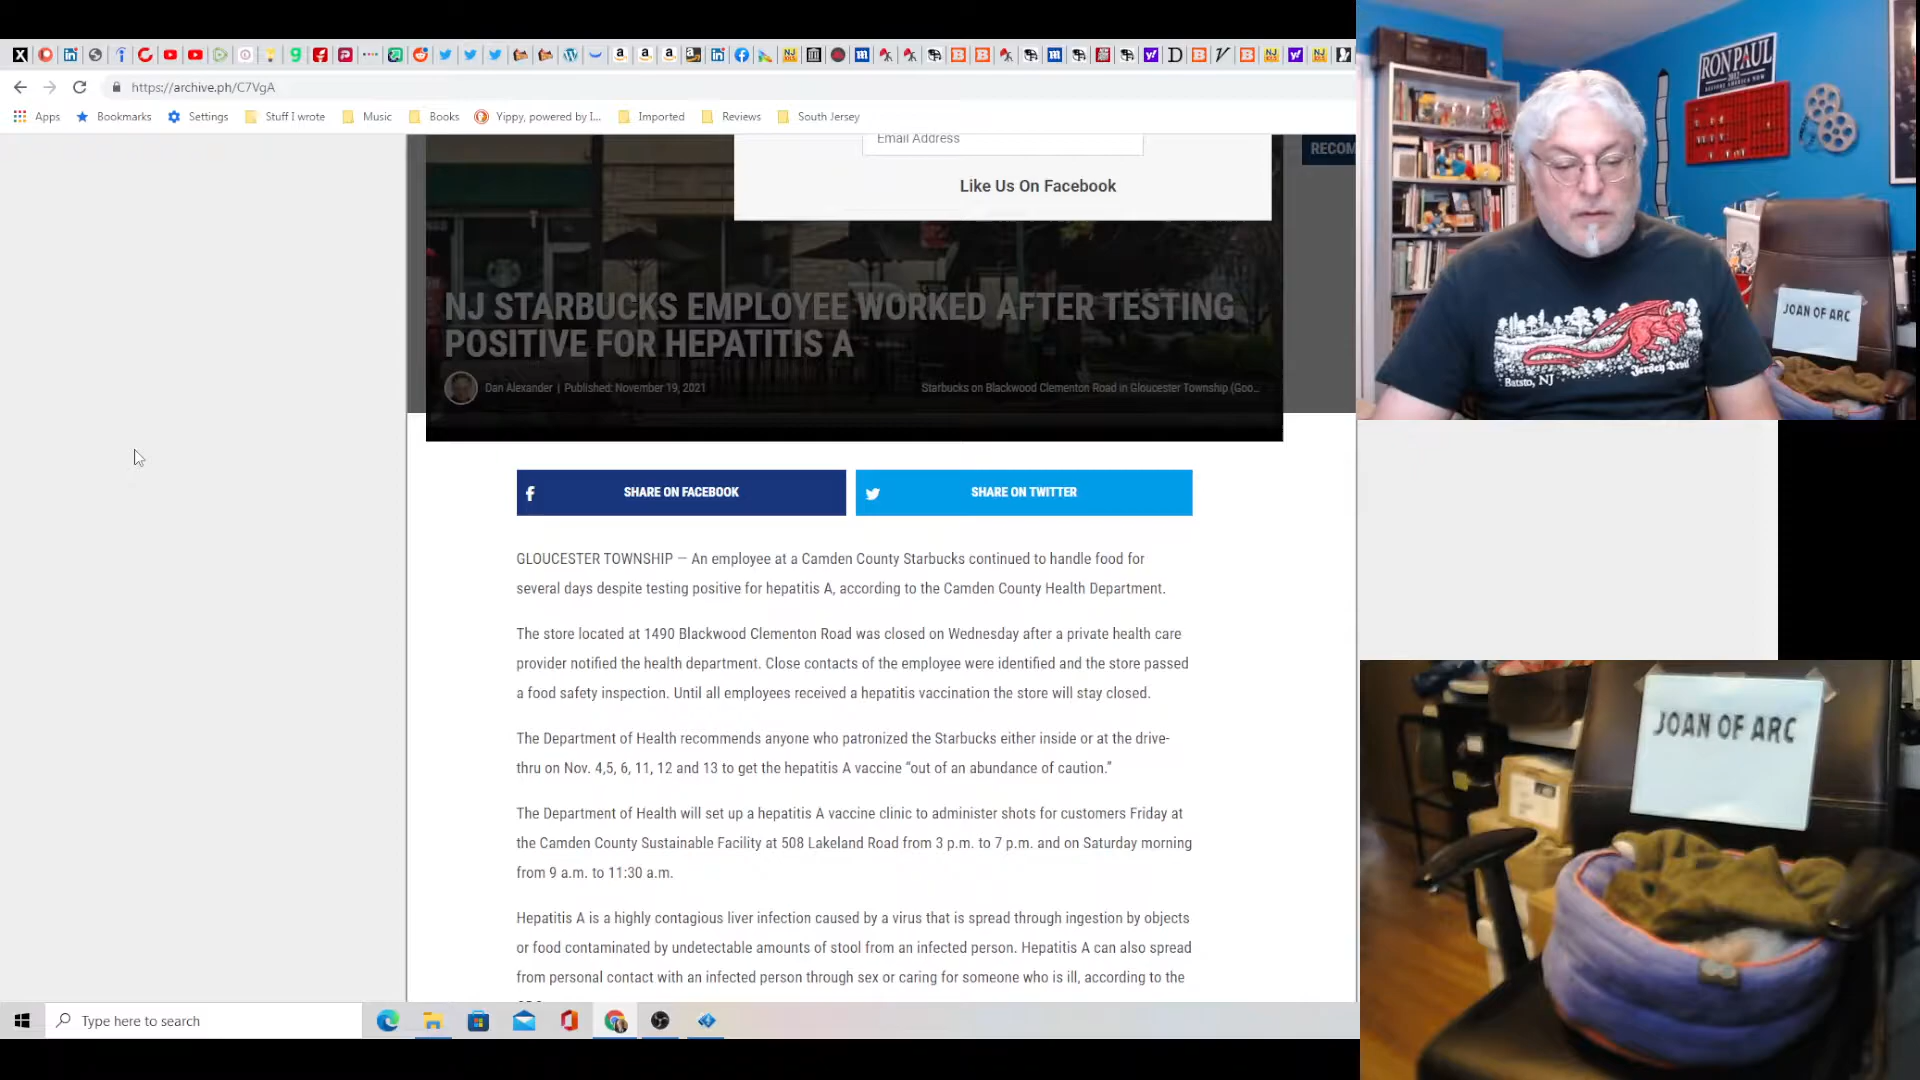 https://archive.ph/C7VgA
Apps
Bookmarks
Settings
Stuff I wrote
Music
Books
Yippy, powered by I...
Imported
Reviews
South Jersey
Email Address
Like Us On Facebook
RECOM
NJ STARBUCKS EMPLOYEE WORKED AFTER TESTING
POSITIVE FOR HEPATITIS A
Dan Alexander | Published: November 19, 2021
Starbucks on Blackwood Clementon Road in Gloucester Township (Goo...
SHARE ON FACEBOOK
SHARE ON TWITTER
GLOUCESTER TOWNSHIP — An employee at a Camden County Starbucks continued to handle food for
several days despite testing positive for hepatitis A, according to the Camden County Health Department.
The store located at 1490 Blackwood Clementon Road was closed on Wednesday after a private health care
provider notified the health department. Close contacts of the employee were identified and the store passed
a food safety inspection. Until all employees received a hepatitis vaccination the store will stay closed.
The Department of Health recommends anyone who patronized the Starbucks either inside or at the drive-
thru on Nov. 4,5, 6, 11, 12 and 13 to get the hepatitis A vaccine “out of an abundance of caution.”
The Department of Health will set up a hepatitis A vaccine clinic to administer shots for customers Friday at
the Camden County Sustainable Facility at 508 Lakeland Road from 3 p.m. to 7 p.m. and on Saturday morning
from 9 a.m. to 11:30 a.m.
Hepatitis A is a highly contagious liver infection caused by a virus that is spread through ingestion by objects
or food contaminated by undetectable amounts of stool from an infected person. Hepatitis A can also spread
from personal contact with an infected person through sex or caring for someone who is ill, according to the
Type here to search
RON PAUL
2012
JOAN OF ARC
Batsto, NJ
Jersey Devil
JOAN OF ARC